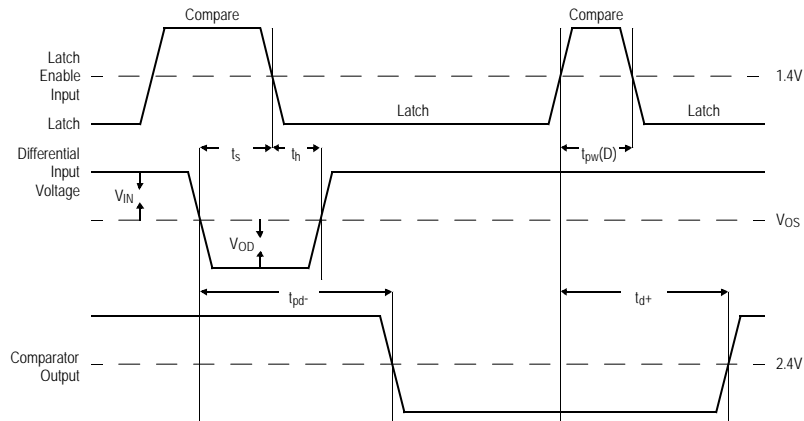 Compare
Compare
Latch
Enable
Input
1.4V
Latch
Latch
Latch
Differential
Input
Voltage
ts
th
tpw(D)
VIN
VOS
VOD
tpd-
td+
Comparator
Output
2.4V